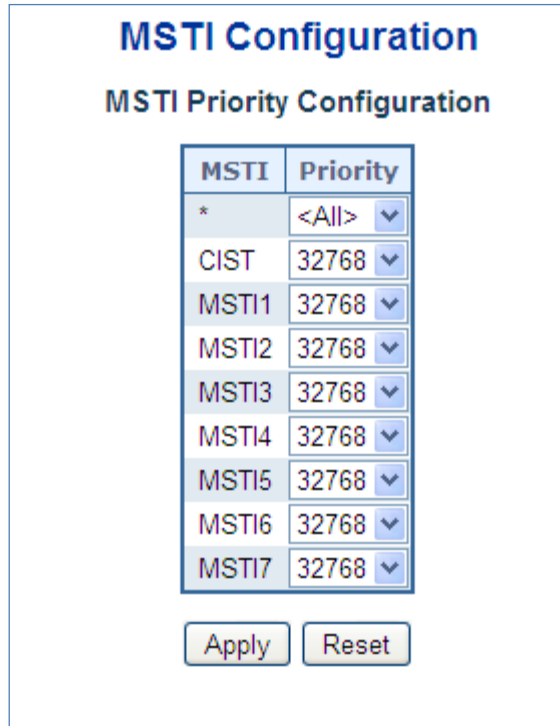 MSTI Configuration
MSTI Priority Configuration
MSTI Priority
* <All>
CIST 32768
MSTI1 32768
MSTI2 32768
MSTI3 32768
MSTI4 32768
MSTI5 32768
MSTI6 32768
MSTI7 32768
Apply Reset